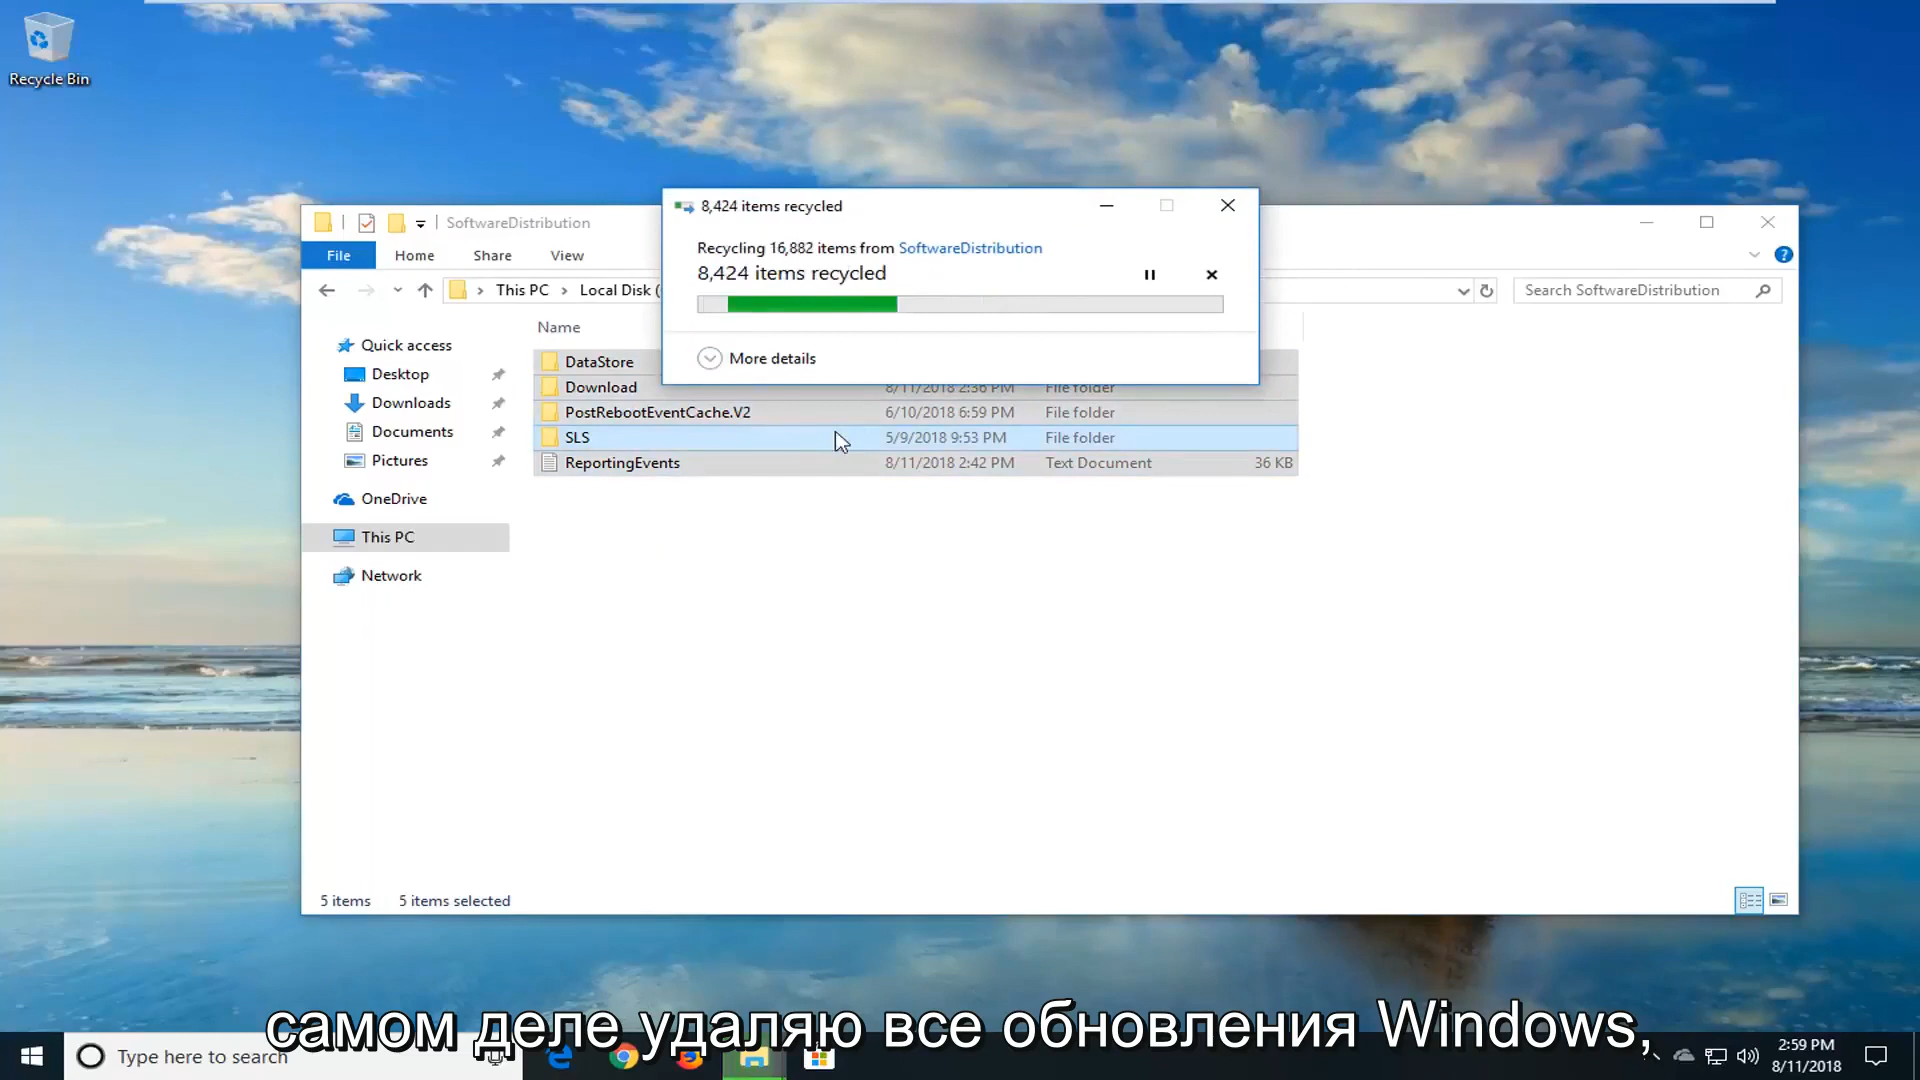 Recycle Bin
SoftwareDistribution
File Home Share View
This PC Local Disk (
Search SoftwareDistribution
8,424 items recycled
Recycling 16,882 items from SoftwareDistribution
8,424 items recycled
More details
Name
DataStore
Download 8/11/2018 2:36 PM File folder
PostRebootEventCache.V2 6/10/2018 6:59 PM File folder
SLS 5/9/2018 9:53 PM File folder
ReportingEvents 8/11/2018 2:42 PM Text Document 36 KB
Quick access
Desktop
Downloads
Documents
Pictures
OneDrive
This PC
Network
5 items 5 items selected
самом деле удаляю все обновления Windows,
Type here to search
2:59 PM
8/11/2018